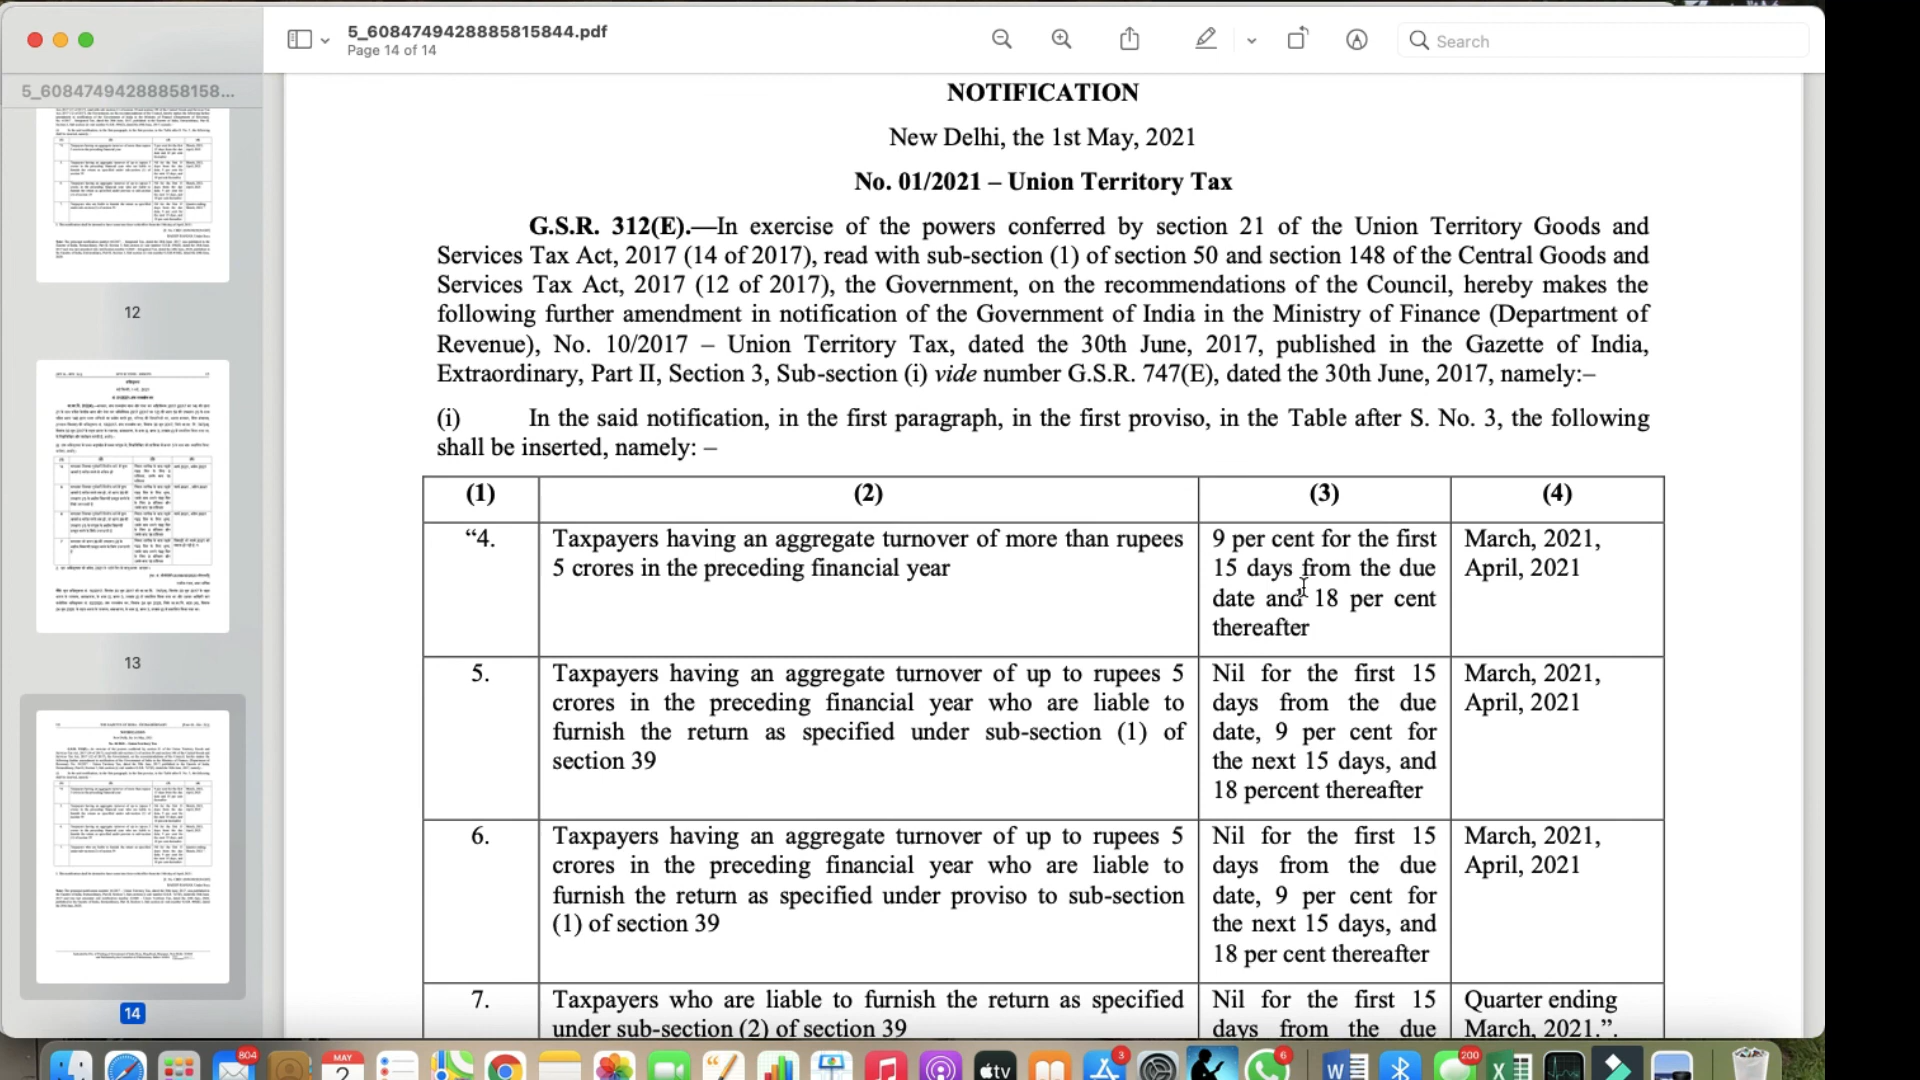 5_6084749428885815844.pdf
Page 14 of 14
Search
5_60847494288858158...
12
13
14
NOTIFICATION
New Delhi, the 1st May, 2021
No. 01/2021 – Union Territory Tax
G.S.R. 312(E).—In exercise of the powers conferred by section 21 of the Union Territory Goods and
Services Tax Act, 2017 (14 of 2017), read with sub-section (1) of section 50 and section 148 of the Central Goods and
Services Tax Act, 2017 (12 of 2017), the Government, on the recommendations of the Council, hereby makes the
following further amendment in notification of the Government of India in the Ministry of Finance (Department of
Revenue), No. 10/2017 – Union Territory Tax, dated the 30th June, 2017, published in the Gazette of India,
Extraordinary, Part II, Section 3, Sub-section (i) vide number G.S.R. 747(E), dated the 30th June, 2017, namely:–
(i) In the said notification, in the first paragraph, in the first proviso, in the Table after S. No. 3, the following
shall be inserted, namely: –
(1) (2) (3) (4)
“4. Taxpayers having an aggregate turnover of more than rupees 9 per cent for the first March, 2021,
5 crores in the preceding financial year 15 days from the due April, 2021
date and 18 per cent
thereafter
5. Taxpayers having an aggregate turnover of up to rupees 5 Nil for the first 15 March, 2021,
crores in the preceding financial year who are liable to days from the due April, 2021
furnish the return as specified under sub-section (1) of date, 9 per cent for
section 39 the next 15 days, and
18 percent thereafter
6. Taxpayers having an aggregate turnover of up to rupees 5 Nil for the first 15 March, 2021,
crores in the preceding financial year who are liable to days from the due April, 2021
furnish the return as specified under proviso to sub-section date, 9 per cent for
(1) of section 39 the next 15 days, and
18 per cent thereafter
7. Taxpayers who are liable to furnish the return as specified Nil for the first 15 Quarter ending
under sub-section (2) of section 39 days from the due March, 2021.”.
804
MAY
2
tv
3
6
200